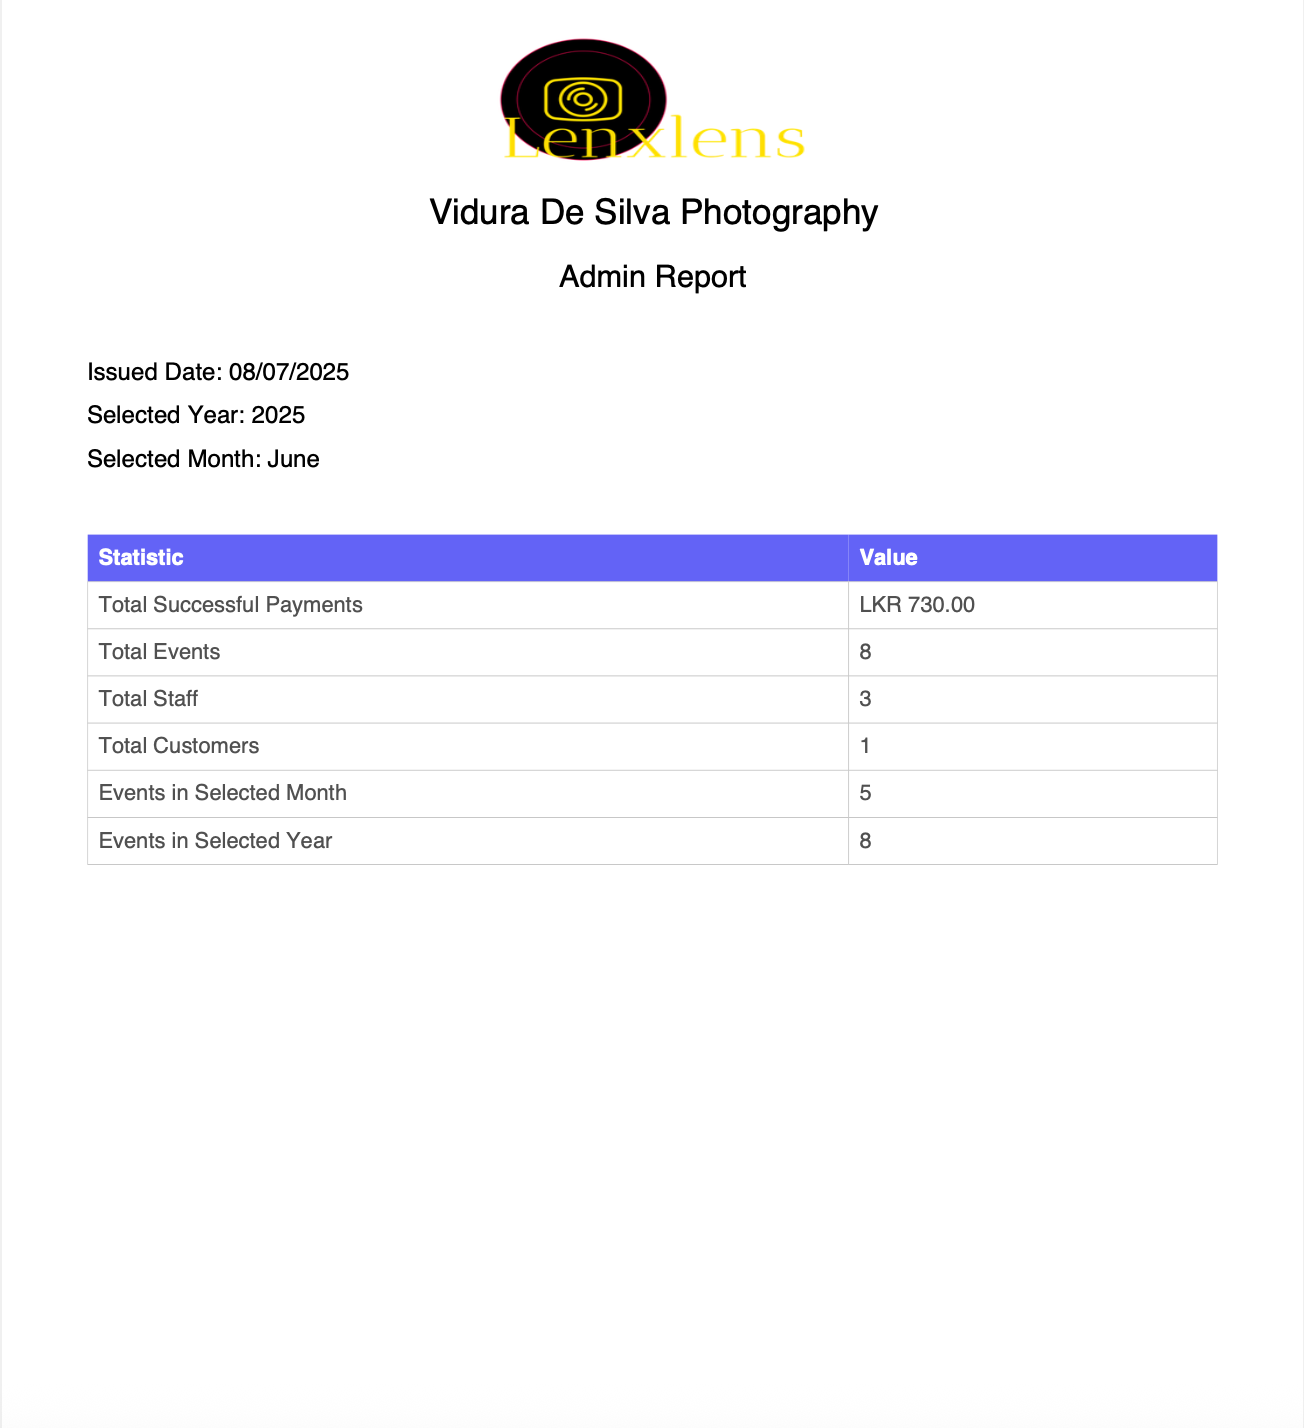 Lenxlens
Vidura De Silva Photography
Admin Report
Issued Date: 08/07/2025
Selected Year: 2025
Selected Month: June
Statistic Value
Total Successful Payments LKR 730.00
Total Events 8
Total Staff 3
Total Customers 1
Events in Selected Month 5
Events in Selected Year 8